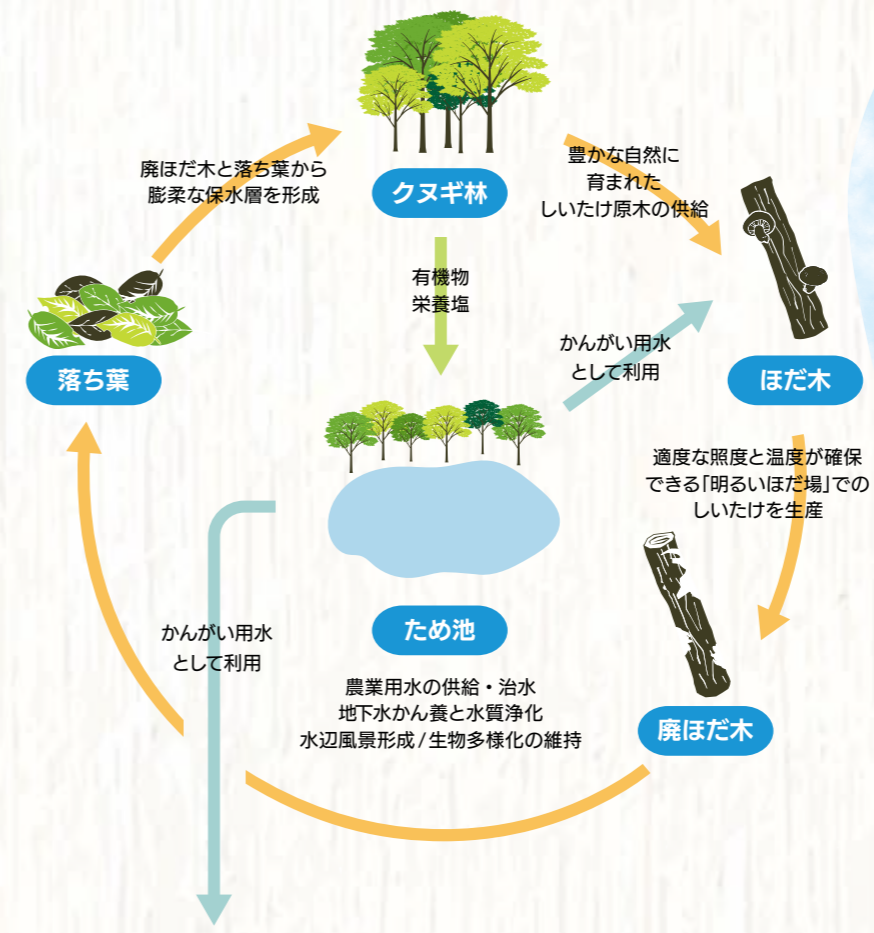 クヌギ林
廃ほだ木と落ち葉から
膨柔な保水層を形成
豊かな自然に
育まれた
しいたけ原木の供給
有機物
栄養塩
かんがい用水
として利用
落ち葉
ほだ木
適度な照度と温度が確保
できる「明るいほだ場」での
しいたけを生産
かんがい用水
として利用
ため池
農業用水の供給・治水
地下水かん養と水質浄化
水辺風景形成/生物多様化の維持
廃ほだ木